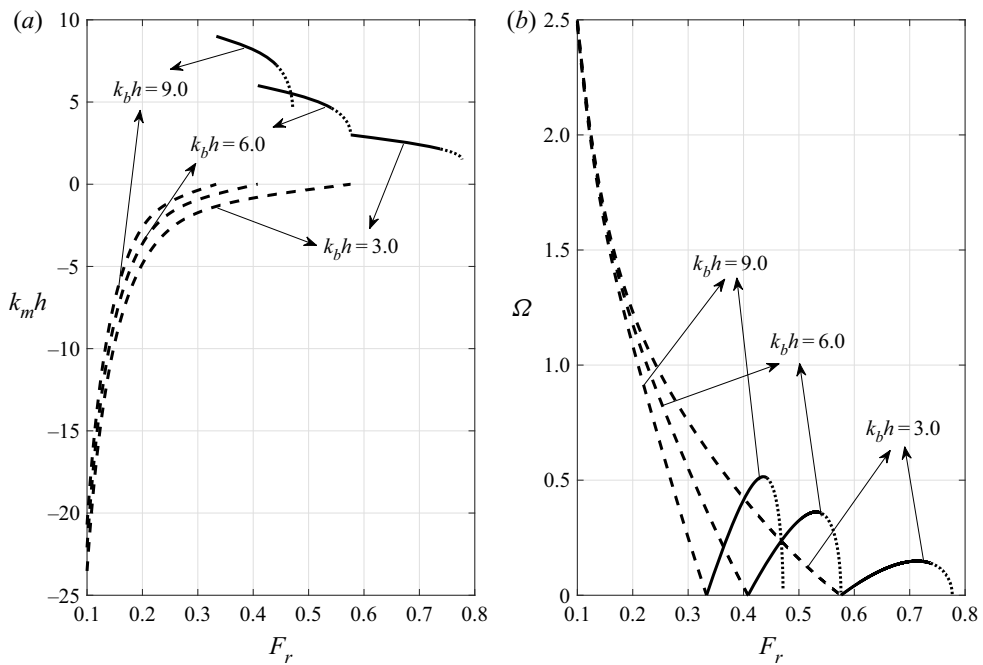 (a)
10
5
0
−5
−10
−15
−20
−25
k_m h
0.1 0.2 0.3 0.4 0.5 0.6 0.7 0.8
F_r
k_b h = 9.0
k_b h = 6.0
k_b h = 3.0
(b)
2.5
2.0
1.5
1.0
0.5
0
Ω
0.1 0.2 0.3 0.4 0.5 0.6 0.7 0.8
F_r
k_b h = 9.0
k_b h = 6.0
k_b h = 3.0